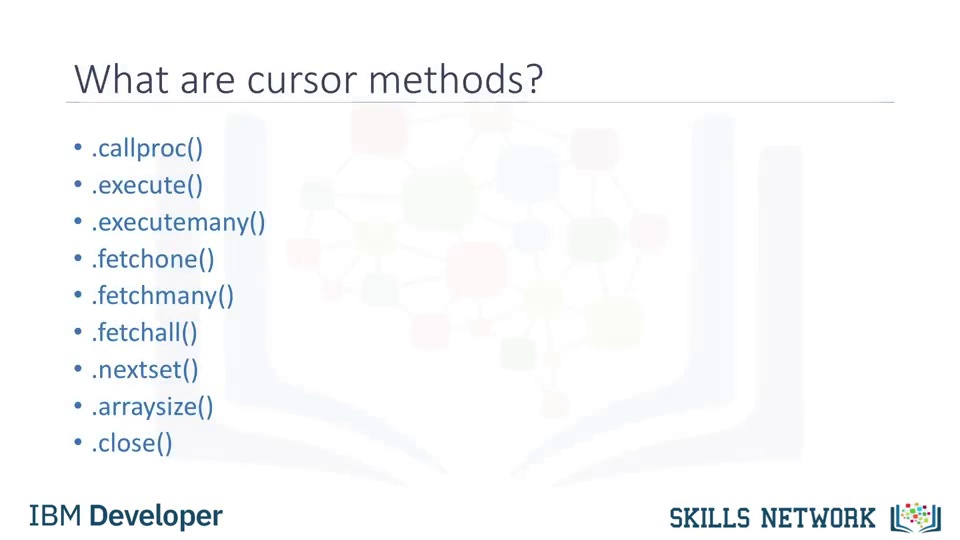 What are cursor methods?
• .callproc()
• .execute()
• .executemany()
• .fetchone()
• .fetchmany()
• .fetchall()
• .nextset()
• .arraysize()
• .close()
IBM Developer
SKILLS NETWORK